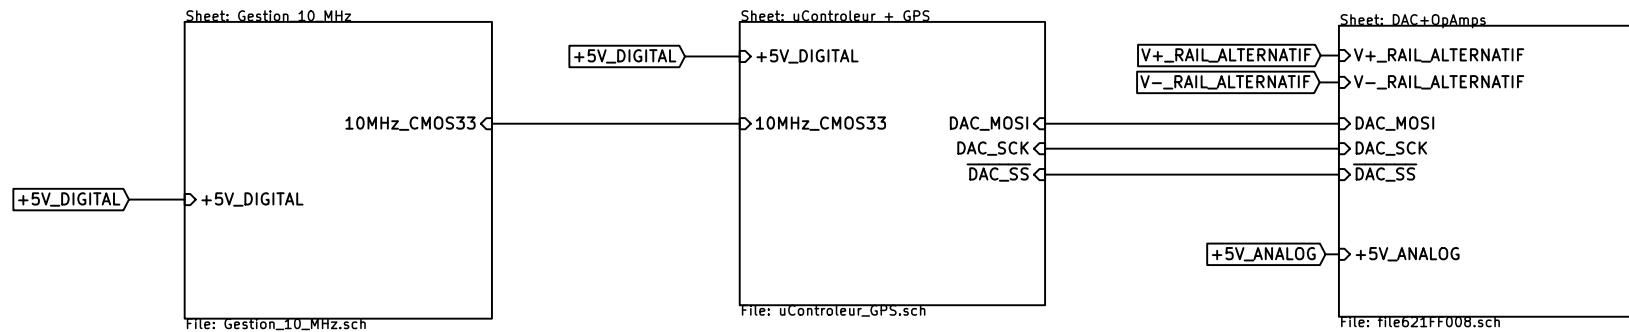 Sheet: Gestion 10 MHz
10MHz_CMOS33
+5V_DIGITAL
+5V_DIGITAL
File: Gestion_10_MHz.sch
Sheet: uControleur + GPS
+5V_DIGITAL
+5V_DIGITAL
10MHz_CMOS33
DAC_MOSI
DAC_SCK
DAC_SS
File: uControleur_GPS.sch
Sheet: DAC+OpAmps
V+_RAIL_ALTERNATIF
V+_RAIL_ALTERNATIF
V-_RAIL_ALTERNATIF
V-_RAIL_ALTERNATIF
DAC_MOSI
DAC_SCK
DAC_SS
+5V_ANALOG
+5V_ANALOG
File: file621FF008.sch